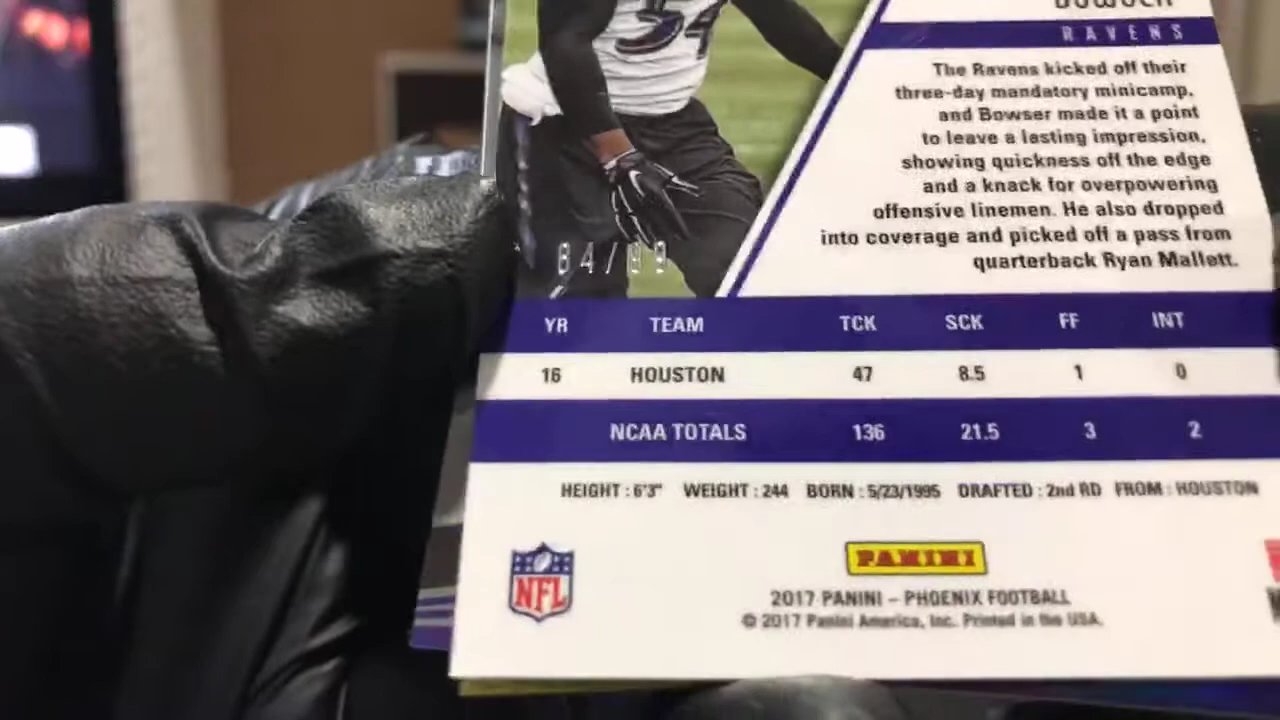 54
BOWSER
RAVENS
The Ravens kicked off their
three-day mandatory minicamp,
and Bowser made it a point
to leave a lasting impression,
showing quickness off the edge
and a knack for overpowering
offensive linemen. He also dropped
into coverage and picked off a pass from
quarterback Ryan Mallett.
84/99
YR TEAM TCK SCK FF INT
16 HOUSTON 47 8.5 1 0
NCAA TOTALS 136 21.5 3 2
HEIGHT : 6'3" WEIGHT : 244 BORN : 5/23/1995 DRAFTED : 2nd RD FROM : HOUSTON
NFL
PANINI
2017 PANINI – PHOENIX FOOTBALL
© 2017 Panini America, Inc. Printed in the USA.